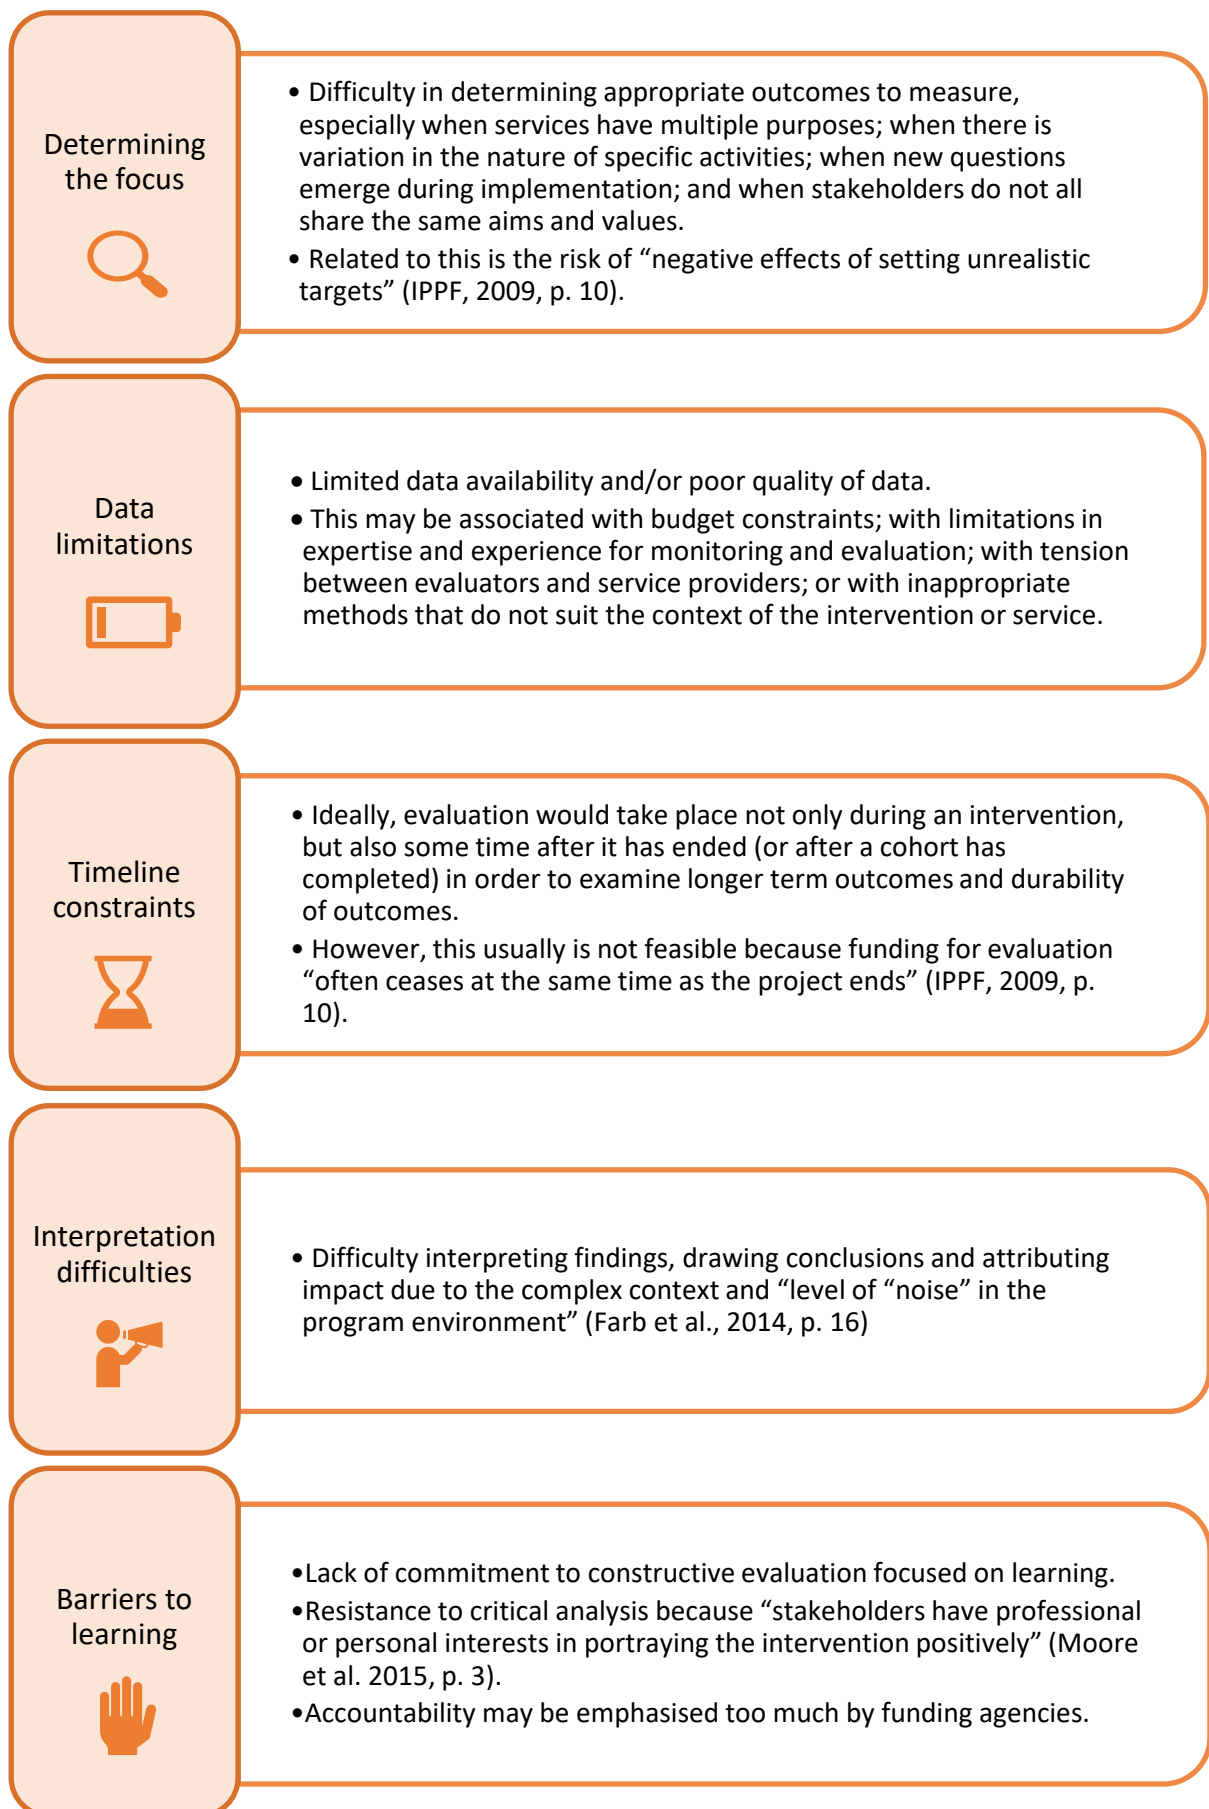 Determining
the focus
• Difficulty in determining appropriate outcomes to measure,
especially when services have multiple purposes; when there is
variation in the nature of specific activities; when new questions
emerge during implementation; and when stakeholders do not all
share the same aims and values.
• Related to this is the risk of “negative effects of setting unrealistic
targets” (IPPF, 2009, p. 10).
Data
limitations
• Limited data availability and/or poor quality of data.
• This may be associated with budget constraints; with limitations in
expertise and experience for monitoring and evaluation; with tension
between evaluators and service providers; or with inappropriate
methods that do not suit the context of the intervention or service.
Timeline
constraints
• Ideally, evaluation would take place not only during an intervention,
but also some time after it has ended (or after a cohort has
completed) in order to examine longer term outcomes and durability
of outcomes.
• However, this usually is not feasible because funding for evaluation
“often ceases at the same time as the project ends” (IPPF, 2009, p.
10).
Interpretation
difficulties
• Difficulty interpreting findings, drawing conclusions and attributing
impact due to the complex context and “level of “noise” in the
program environment” (Farb et al., 2014, p. 16)
Barriers to
learning
•Lack of commitment to constructive evaluation focused on learning.
•Resistance to critical analysis because “stakeholders have professional
or personal interests in portraying the intervention positively” (Moore
et al. 2015, p. 3).
•Accountability may be emphasised too much by funding agencies.